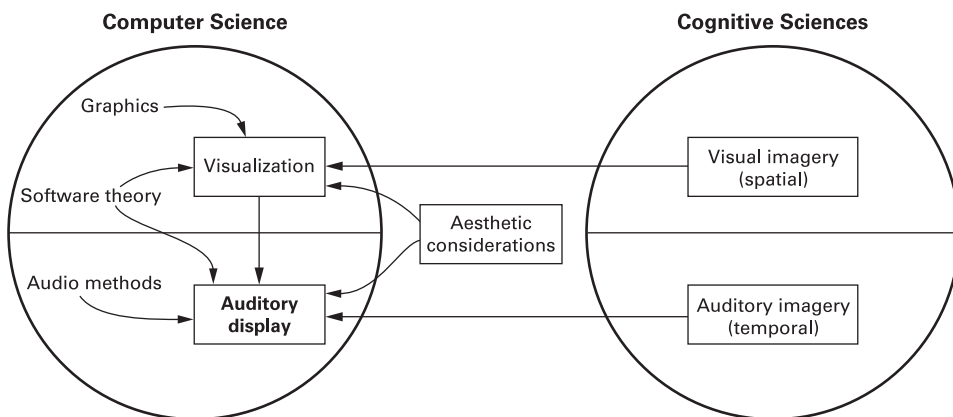 Computer Science
Cognitive Sciences
Graphics
Visualization
Visual imagery
(spatial)
Software theory
Aesthetic
considerations
Audio methods
Auditory
display
Auditory imagery
(temporal)